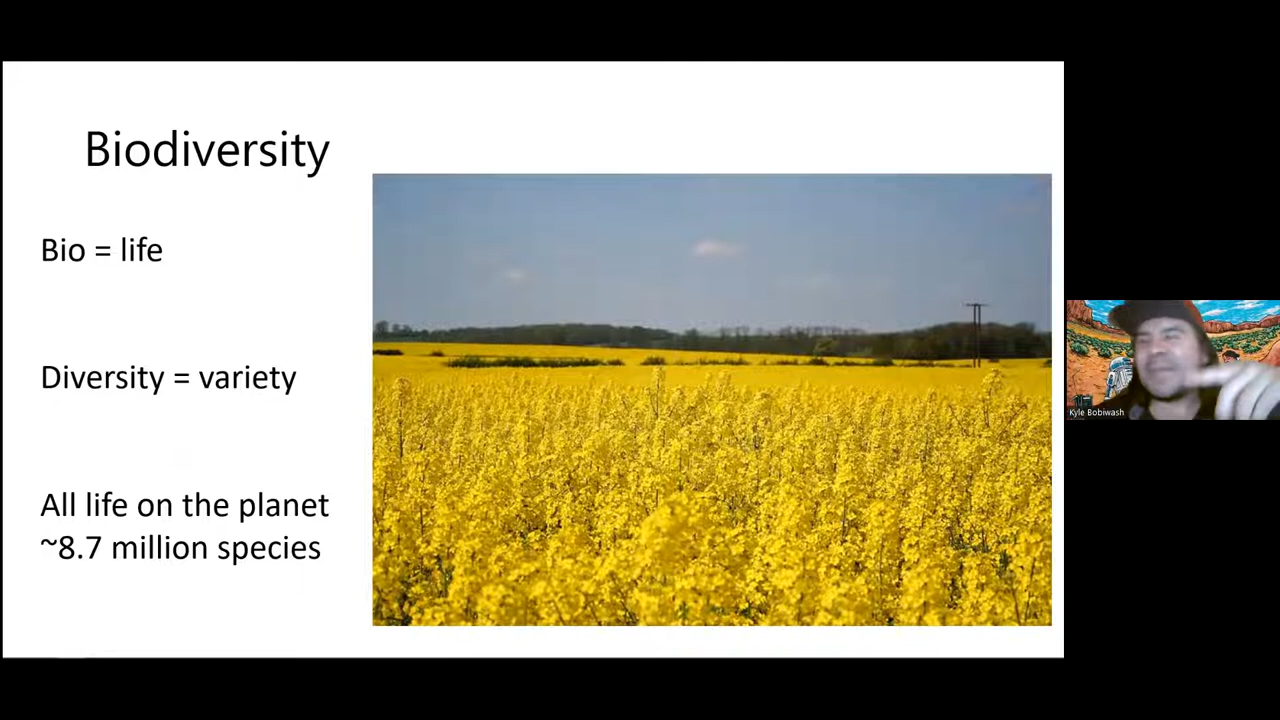 Biodiversity
Bio = life
Diversity = variety
All life on the planet
~8.7 million species
Kyle Bobiwash